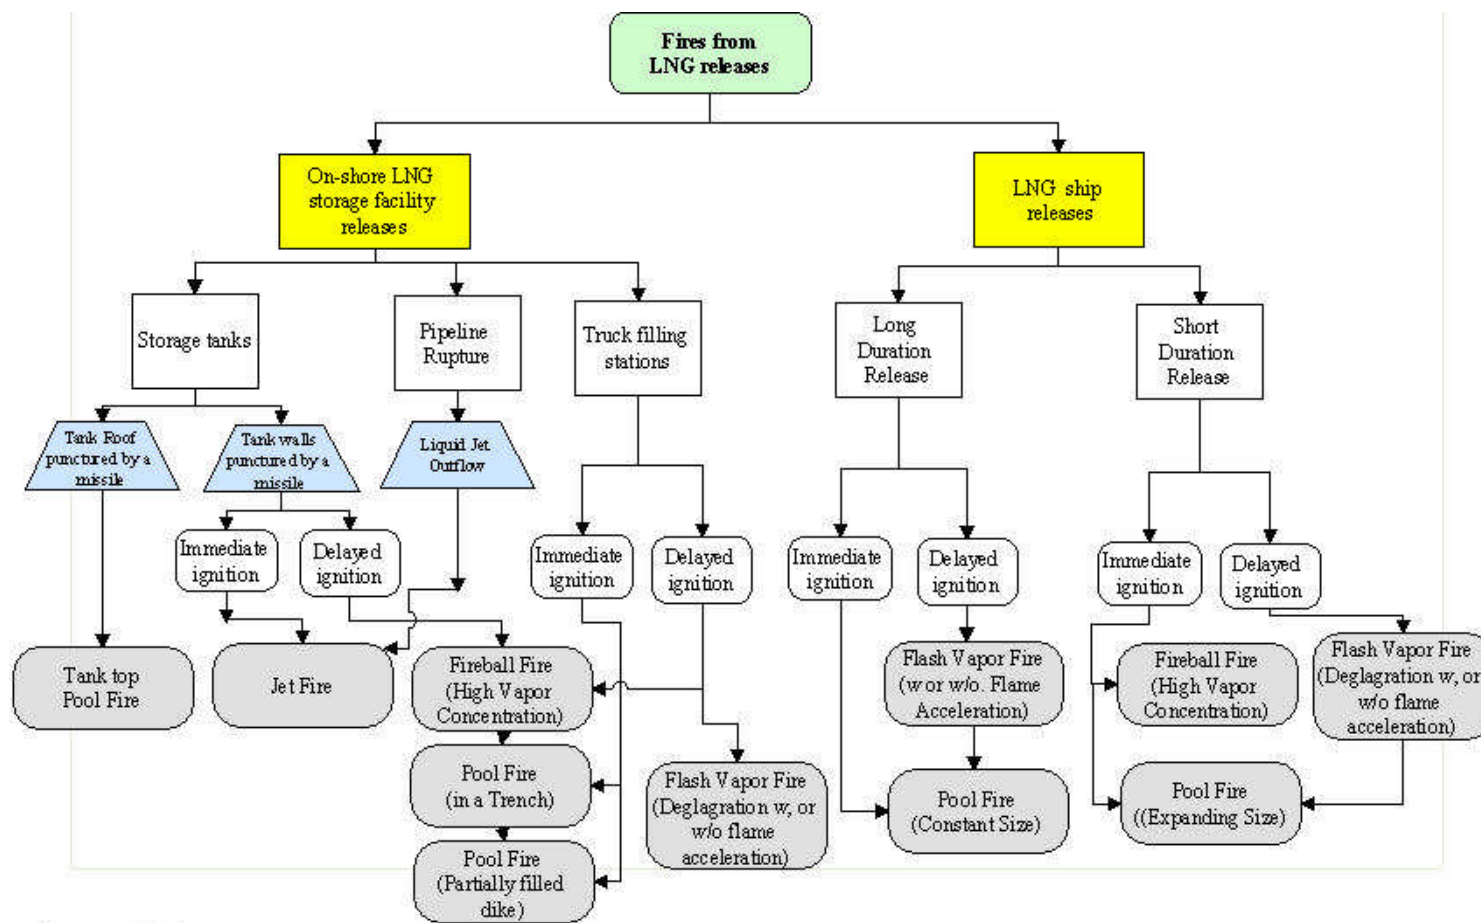 Fires from
LNG releases
On-shore LNG
storage facility
releases
LNG ship
releases
Storage tanks
Pipeline
Rupture
Truck filling
stations
Long
Duration
Release
Short
Duration
Release
Tank Roof
punctured by a
missile
Tank walls
punctured by a
missile
Liquid Jet
Outflow
Immediate
ignition
Delayed
ignition
Immediate
ignition
Delayed
ignition
Immediate
ignition
Delayed
ignition
Immediate
ignition
Delayed
ignition
Tank top
Pool Fire
Jet Fire
Fireball Fire
(High Vapor
Concentration)
Flash Vapor Fire
(w or w/o. Flame
Acceleration)
Fireball Fire
(High Vapor
Concentration)
Flash Vapor Fire
(Deglagration w, or
w/o flame
acceleration)
Pool Fire
(in a Trench)
Flash Vapor Fire
(Deglagration w, or
w/o flame
acceleration)
Pool Fire
(Constant Size)
Pool Fire
((Expanding Size)
Pool Fire
(Partially filled
dike)